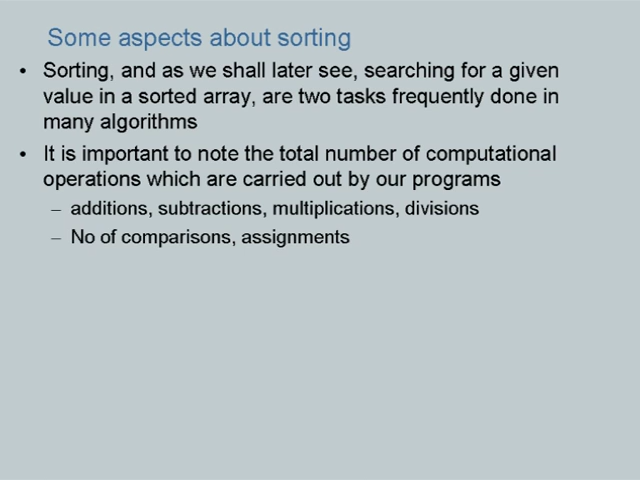 Some aspects about sorting
• Sorting, and as we shall later see, searching for a given
value in a sorted array, are two tasks frequently done in
many algorithms
• It is important to note the total number of computational
operations which are carried out by our programs
– additions, subtractions, multiplications, divisions
– No of comparisons, assignments